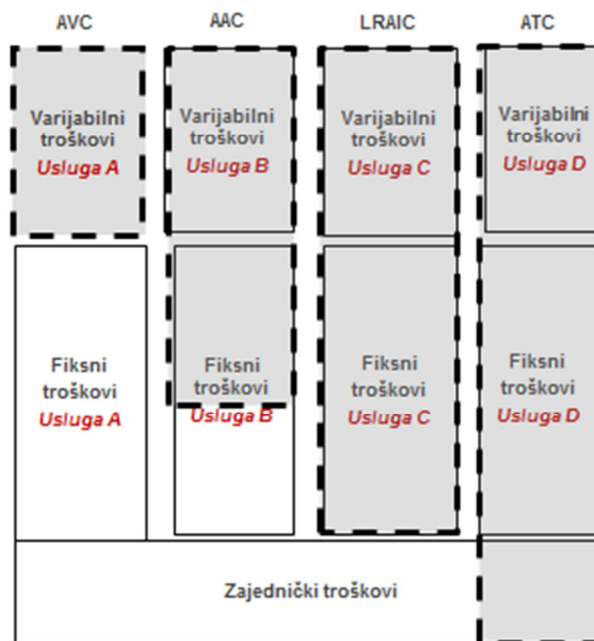 AVC AAC LRAIC ATC
Varijabilni troškovi Usluga A
Varijabilni troškovi Usluga B
Varijabilni troškovi Usluga C
Varijabilni troškovi Usluga D
Fiksni troškovi Usluga A
Fiksni troškovi Usluga B
Fiksni troškovi Usluga C
Fiksni troškovi Usluga D
Zajednički troškovi